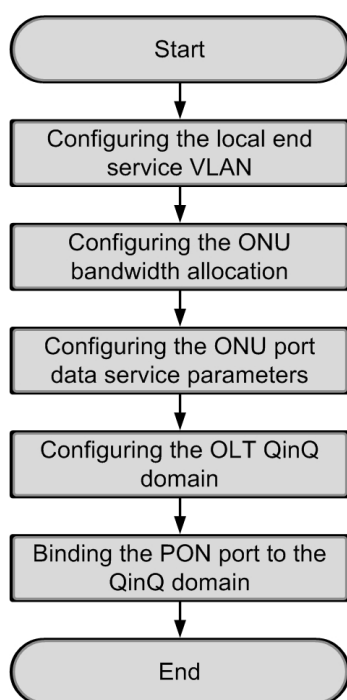 Start
Configuring the local end
service VLAN
Configuring the ONU
bandwidth allocation
Configuring the ONU port
data service parameters
Configuring the OLT QinQ
domain
Binding the PON port to the
QinQ domain
End